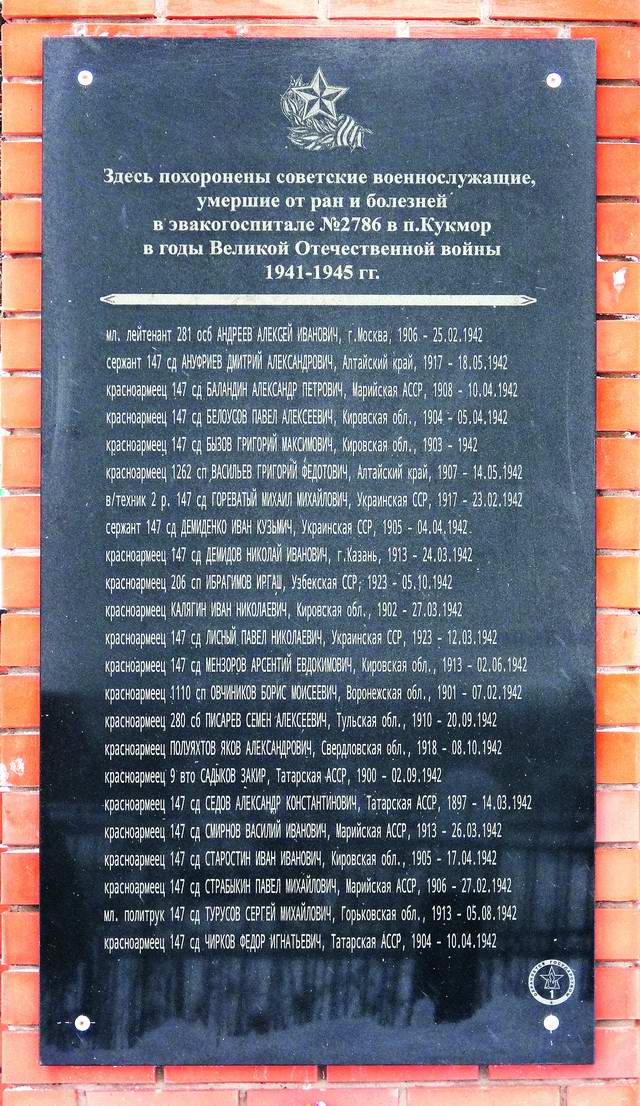 Здесь похоронены советские военнослужащие,
умершие от ран и болезней
в эвакогоспитале №2786 в п.Кукмор
в годы Великой Отечественной войны
1941-1945 гг.
мл. лейтенант 281 осб АНДРЕЕВ АЛЕКСЕЙ ИВАНОВИЧ, г.Москва, 1906 - 25.02.1942
сержант 147 сд АНУФРИЕВ ДМИТРИЙ АЛЕКСАНДРОВИЧ, Алтайский край, 1917 - 18.05.1942
красноармеец 147 сд БАЛАНДИН АЛЕКСАНДР ПЕТРОВИЧ, Марийская АССР, 1908 - 10.04.1942
красноармеец 147 сд БЕЛОУСОВ ПАВЕЛ АЛЕКСЕЕВИЧ, Кировская обл., 1904 - 05.04.1942
красноармеец 147 сд БЫЗОВ ГРИГОРИЙ МАКСИМОВИЧ, Кировская обл., 1903 - 1942
красноармеец 1262 сп ВАСИЛЬЕВ ГРИГОРИЙ ФЕДОТОВИЧ, Алтайский край, 1907 - 14.05.1942
в/техник 2 р. 147 сд ГОРЕВАТЫЙ МИХАИЛ МИХАЙЛОВИЧ, Украинская ССР, 1917 - 23.02.1942
сержант 147 сд ДЕМИДЕНКО ИВАН КУЗЬМИЧ, Украинская ССР, 1905 - 04.04.1942
красноармеец 147 сд ДЕМИДОВ НИКОЛАЙ ИВАНОВИЧ, г.Казань, 1913 - 24.03.1942
красноармеец 206 сп ИБРАГИМОВ ИРГАШ, Узбекская ССР, 1923 - 05.10.1942
красноармеец КАЛЯГИН ИВАН НИКОЛАЕВИЧ, Кировская обл., 1902 - 27.03.1942
красноармеец 147 сд ЛИСНЫЙ ПАВЕЛ НИКОЛАЕВИЧ, Украинская ССР, 1923 - 12.03.1942
красноармеец 147 сд МЕНЗОРОВ АРСЕНТИЙ ЕВДОКИМОВИЧ, Кировская обл., 1913 - 02.06.1942
красноармеец 1110 сп ОВЧИНИКОВ БОРИС МОИСЕЕВИЧ, Воронежская обл., 1901 - 07.02.1942
красноармеец 280 сб ПИСАРЕВ СЕМЕН АЛЕКСЕЕВИЧ, Тульская обл., 1910 - 20.09.1942
красноармеец ПОЛУЯХТОВ ЯКОВ АЛЕКСАНДРОВИЧ, Свердловская обл., 1918 - 08.10.1942
красноармеец 9 вто САДЫКОВ ЗАКИР, Татарская АССР, 1900 - 02.09.1942
красноармеец 147 сд СЕДОВ АЛЕКСАНДР КОНСТАНТИНОВИЧ, Татарская АССР, 1897 - 14.03.1942
красноармеец 147 сд СМИРНОВ ВАСИЛИЙ ИВАНОВИЧ, Марийская АССР, 1913 - 26.03.1942
красноармеец 147 сд СТАРОСТИН ИВАН ИВАНОВИЧ, Кировская обл., 1905 - 17.04.1942
красноармеец 147 сд СТРАБЫКИН ПАВЕЛ МИХАЙЛОВИЧ, Марийская АССР, 1906 - 27.02.1942
мл. политрук 147 сд ТУРУСОВ СЕРГЕЙ МИХАЙЛОВИЧ, Горьковская обл., 1913 - 05.08.1942
красноармеец 147 сд ЧИРКОВ ФЕДОР ИГНАТЬЕВИЧ, Татарская АССР, 1904 - 10.04.1942
1